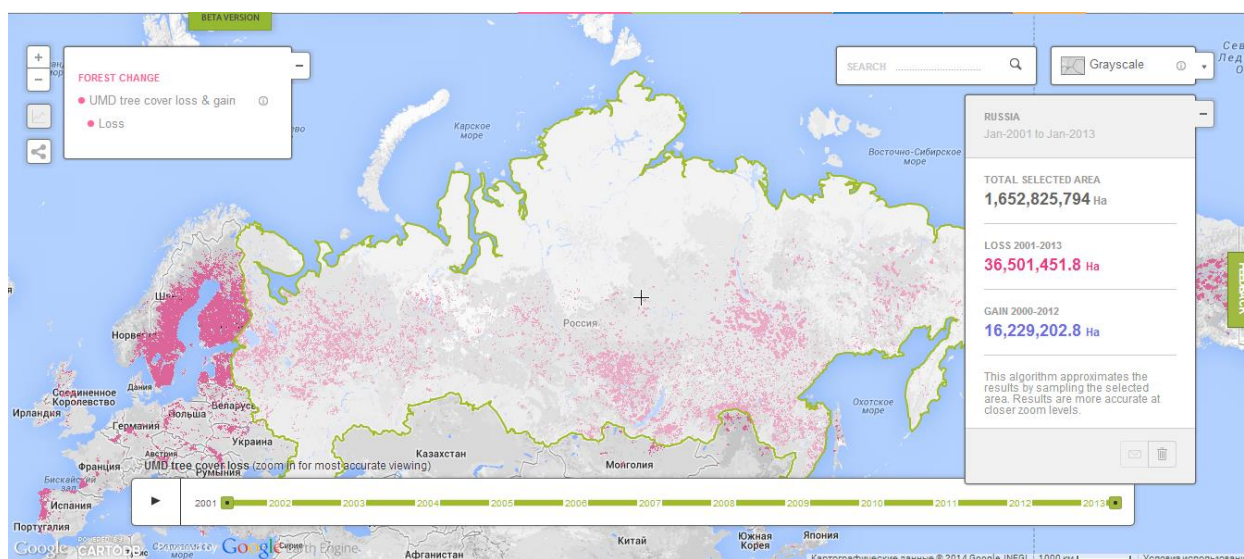 BETA VERSION
FOREST CHANGE
UMD tree cover loss & gain
Loss
SEARCH
Grayscale
RUSSIA
Jan-2001 to Jan-2013
TOTAL SELECTED AREA
1,652,825,794 Ha
LOSS 2001-2013
36,501,451.8 Ha
GAIN 2000-2012
16,229,202.8 Ha
This algorithm approximates the
results by sampling the selected
area. Results are more accurate at
closer zoom levels.
Карское
море
Восточно-Сибирское
море
Россия
Охотское
море
Соединенное
Королевство
Дания
Польша
Беларусь
Германия
Украина
Австрия
Франция
Румыния
Казахстан
Монголия
UMD tree cover loss (zoom in for most accurate viewing)
2001 2002 2003 2004 2005 2006 2007 2008 2009 2010 2011 2012 2013
Испания
Португалия
Google
POWERED BY
CARTODB
Google Earth Engine
Афганистан
Китай
Южная
Корея
Япония
1000 км